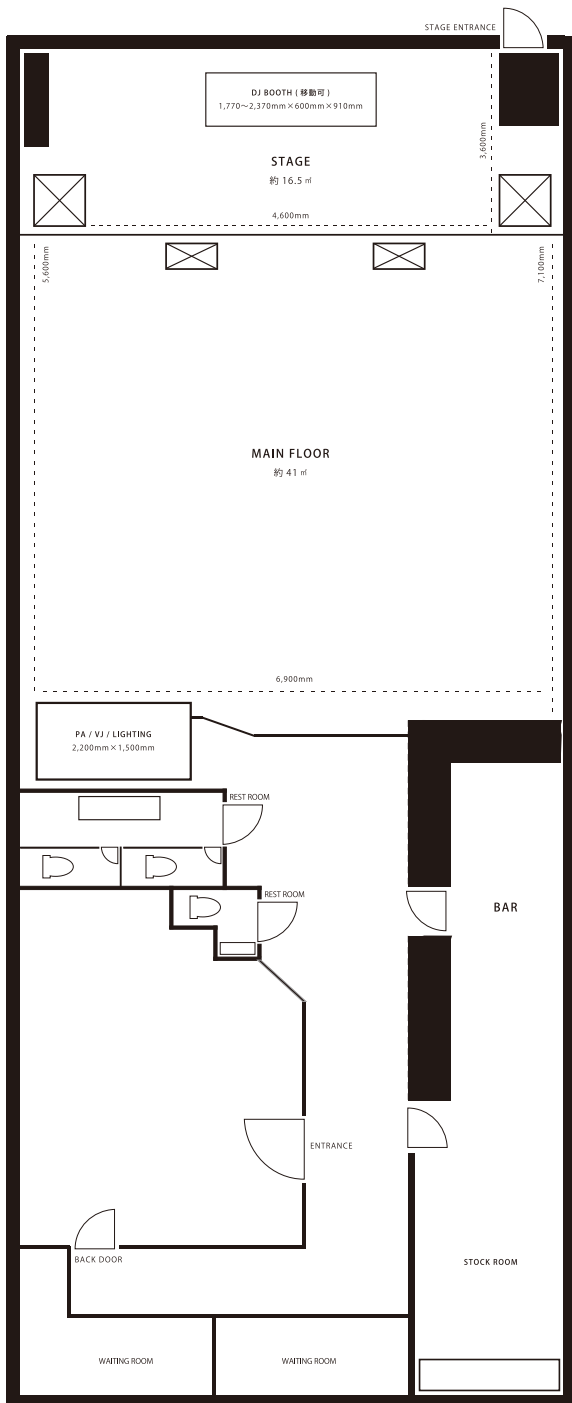 STAGE ENTRANCE
DJ BOOTH ( 移動可 )
1,770〜2,370mm×600mm×910mm
3,600mm
STAGE
約 16.5 ㎡
4,600mm
5,600mm
7,100mm
MAIN FLOOR
約 41 ㎡
6,900mm
PA / VJ / LIGHTING
2,200mm×1,500mm
REST ROOM
REST ROOM
BAR
ENTRANCE
BACK DOOR
STOCK ROOM
WAITING ROOM
WAITING ROOM